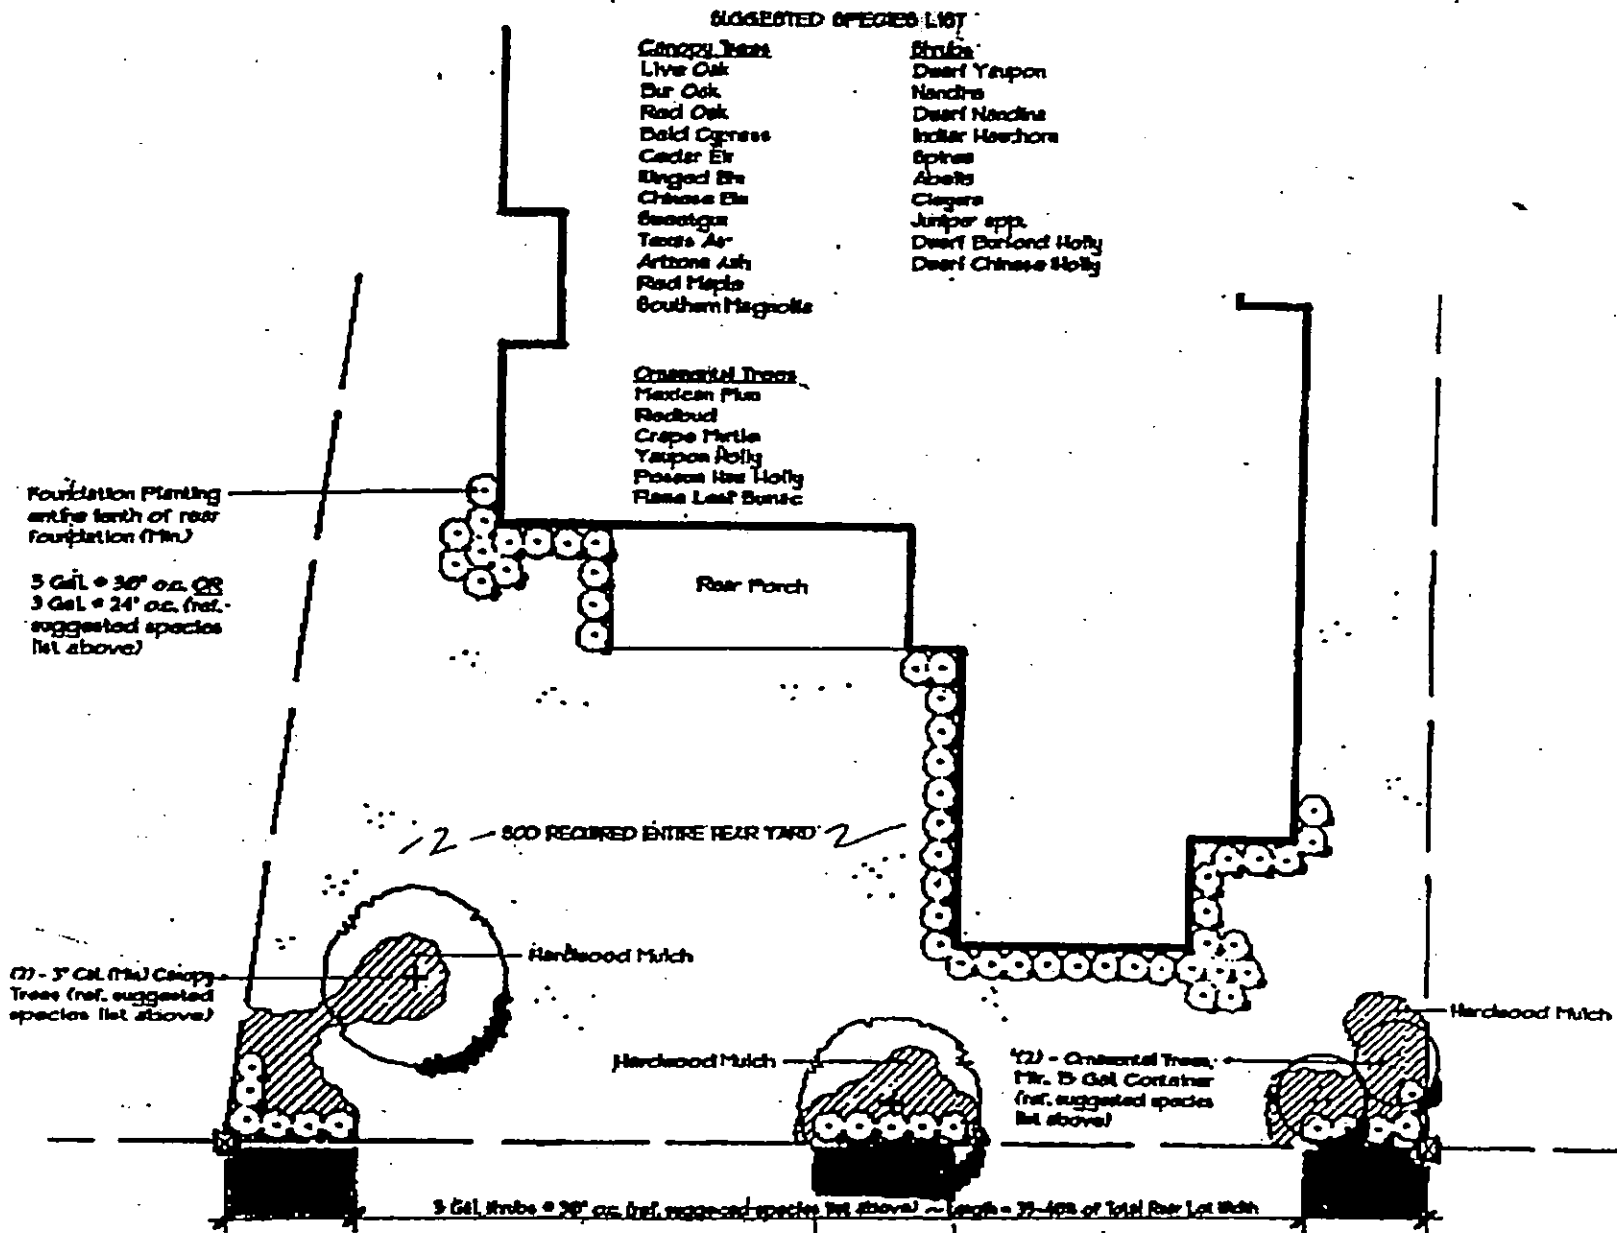 SUGGESTED SPECIES LIST
Canopy Trees
Live Oak
Bur Oak
Red Oak
Bald Cypress
Cedar Elm
Winged Elm
Chinese Elm
Sweetgum
Texas Ash
Arizona Ash
Red Maple
Southern Magnolia
Shrubs
Dwarf Yaupon
Nandina
Dwarf Nandina
Indian Hawthorn
Spirea
Abelia
Cleyera
Juniper spp.
Dwarf Burford Holly
Dwarf Chinese Holly
Ornamental Trees
Mexican Plum
Redbud
Crape Myrtle
Yaupon Holly
Possum Haw Holly
Flame Leaf Sumac
Foundation Planting
entire lenth of rear
foundation (Min.)
5 Gal. @ 30" o.c. OR
3 Gal. @ 24" o.c. (ref.
suggested species
list above)
Rear Porch
SOD REQUIRED ENTIRE REAR YARD
Hardwood Mulch
(2) - 3" Cal. (Min.) Canopy
Trees (ref. suggested
species list above)
Hardwood Mulch
Hardwood Mulch
(2) - Ornamental Trees,
Min. 15 Gal. Container
(ref. suggested species
list above)
Gal. Shrubs @ 30" o.c. (ref. suggested species list above) ~ Length = of Total Rear Lot Width